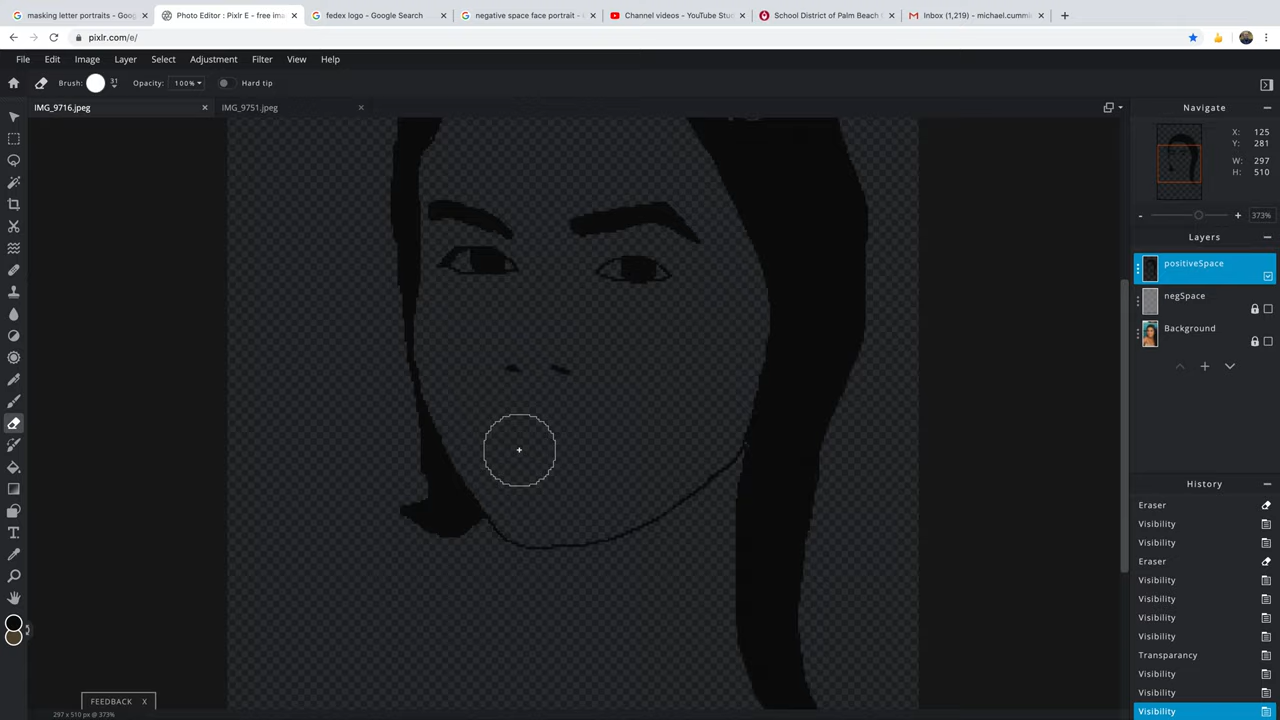 masking letter portraits - Goog
Photo Editor : Pixlr E - free ima
fedex logo - Google Search
negative space face portrait -
Channel videos - YouTube Stud
School District of Palm Beach
Inbox (1,219) - michael.cummi
pixlr.com/e/
File Edit Image Layer Select Adjustment Filter View Help
Brush: 31 Opacity: 100% Hard tip
IMG_9716.jpeg
IMG_9751.jpeg
Navigate
X: 125
Y: 281
W: 297
H: 510
373%
Layers
positiveSpace
negSpace
Background
History
Eraser
Visibility
Visibility
Eraser
Visibility
Visibility
Visibility
Visibility
Transparancy
Visibility
Visibility
Visibility
FEEDBACK X
297 x 510 px @ 373%